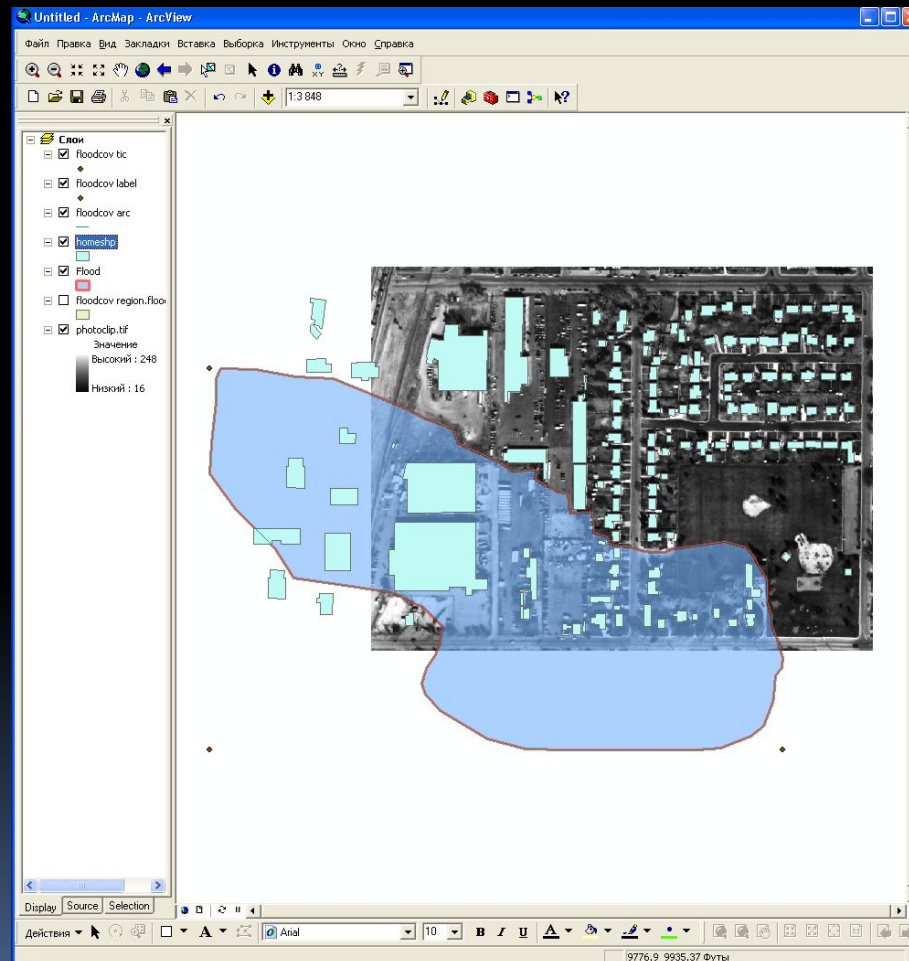 Untitled - ArcMap - ArcView
Файл Правка Вид Закладки Вставка Выборка Инструменты Окно Справка
1:3 848
Слои
floodcov tic
floodcov label
floodcov arc
homeshp
Flood
floodcov region.floo
photoclip.tif
Значение
Высокий : 248
Низкий : 16
Display Source Selection
Действия A Arial 10 B I U A
9776.9 9935.37 Футы